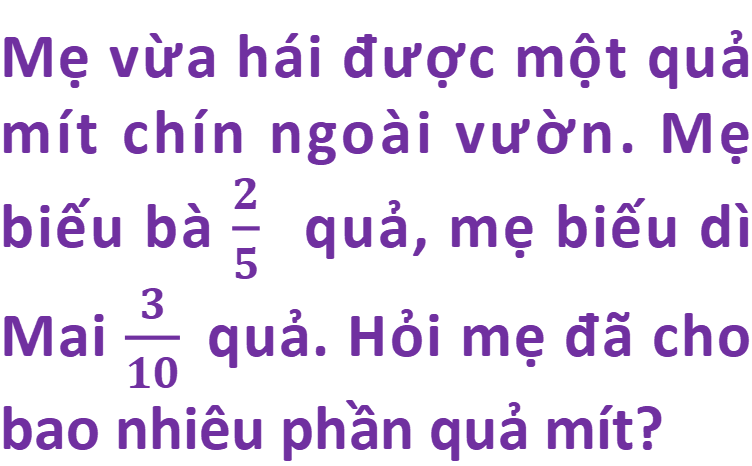 Mẹ vừa hái được một quả
mít chín ngoài vườn. Mẹ
biếu bà 2/5 quả, mẹ biếu dì
Mai 3/10 quả. Hỏi mẹ đã cho
bao nhiêu phần quả mít?